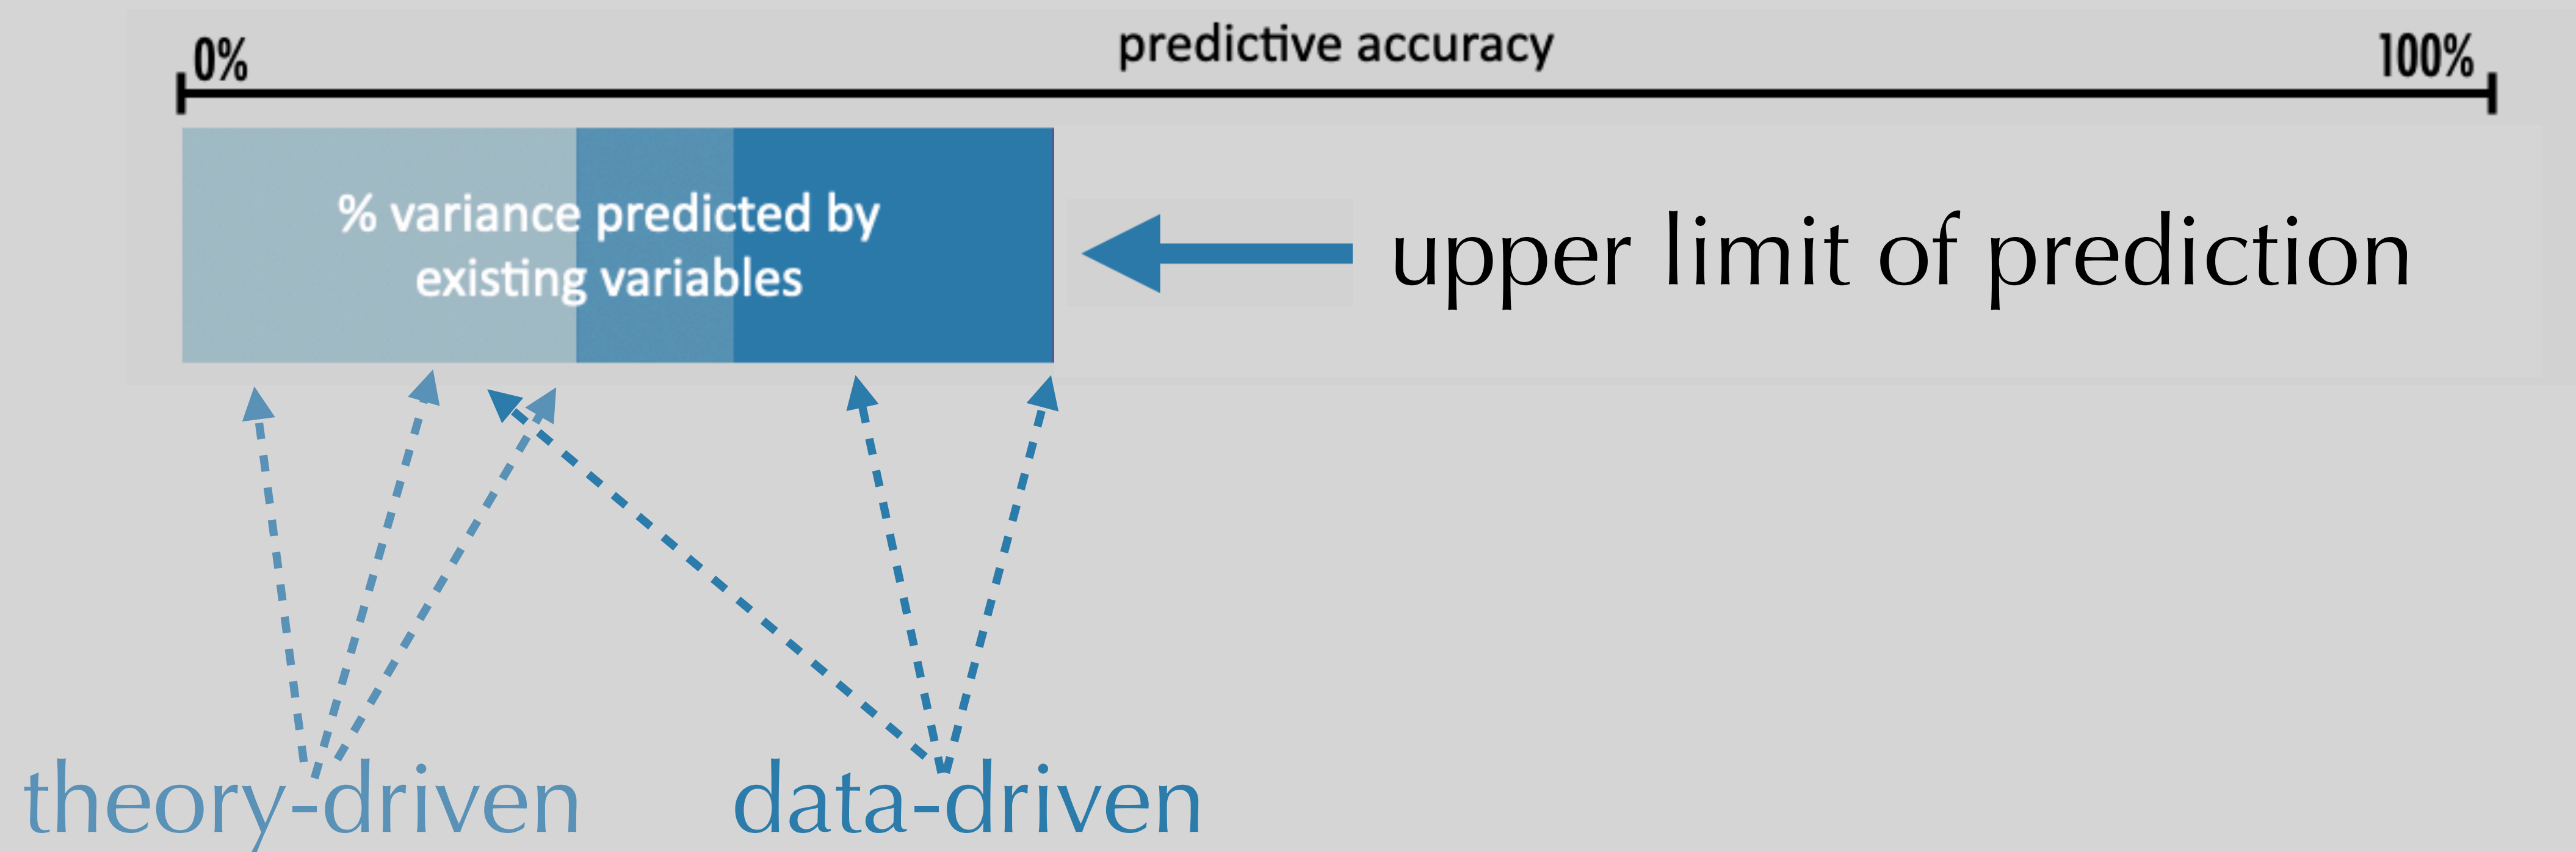 predictive accuracy
0%
100%
% variance predicted by
existing variables
upper limit of prediction
theory-driven
data-driven